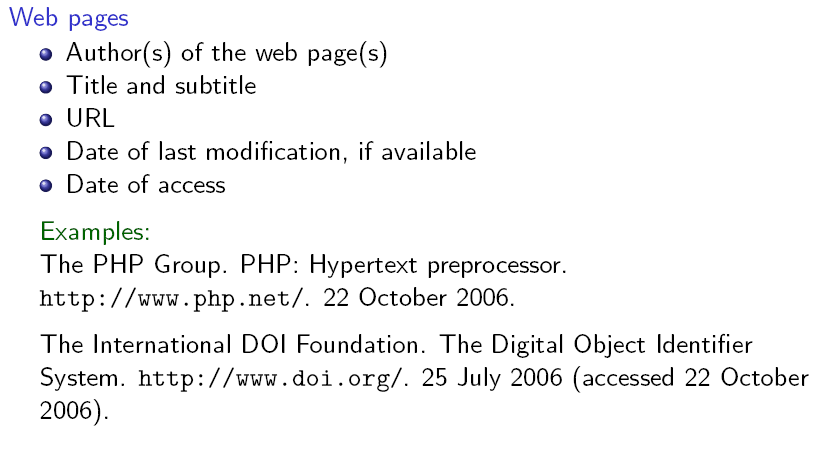 Web pages
Author(s) of the web page(s)
Title and subtitle
URL
Date of last modification, if available
Date of access
Examples:
The PHP Group. PHP: Hypertext preprocessor.
http://www.php.net/. 22 October 2006.
The International DOI Foundation. The Digital Object Identifier
System. http://www.doi.org/. 25 July 2006 (accessed 22 October
2006).